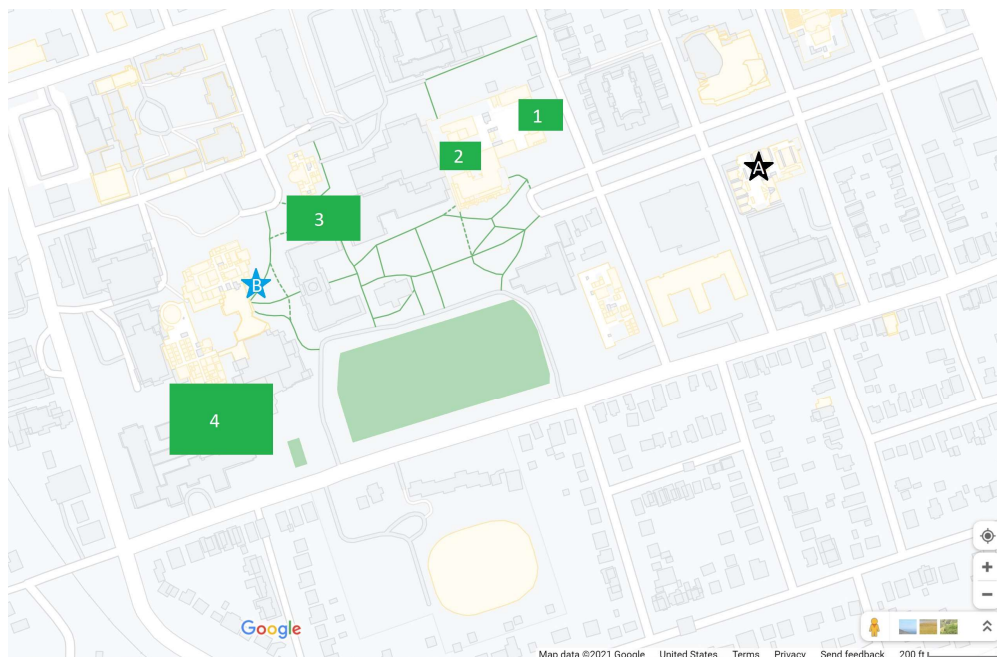 1
2
A
3
B
4
Google
Map data ©2021 Google United States Terms Privacy Send feedback 200 ft